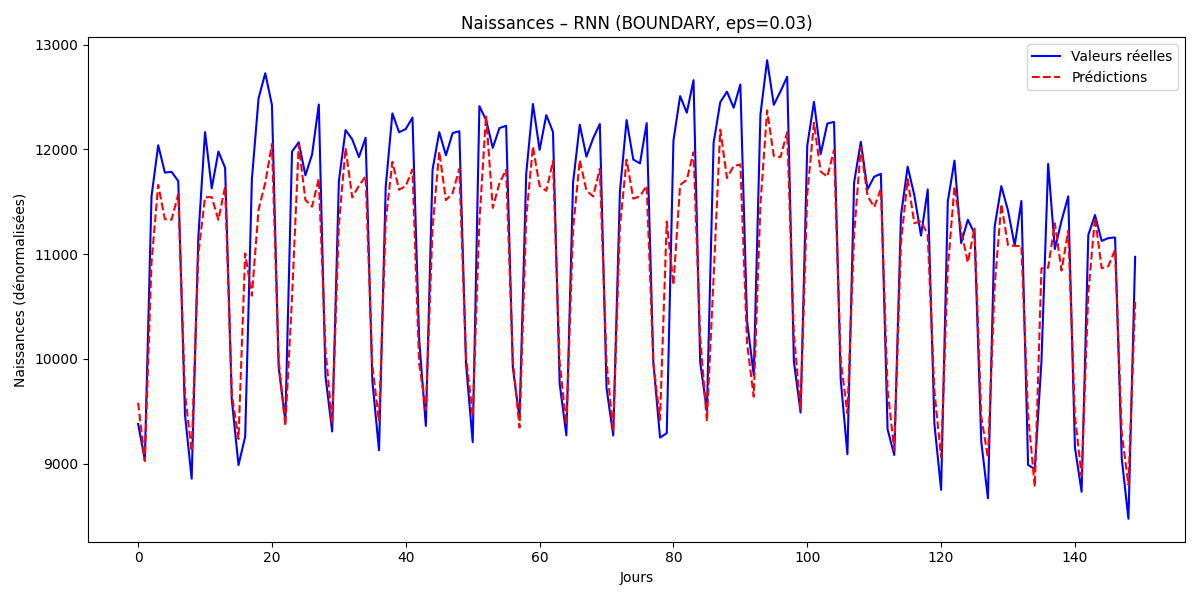 Naissances – RNN (BOUNDARY, eps=0.03)
Valeurs réelles
Prédictions
Naissances (dénormalisées)
13000
12000
11000
10000
9000
0 20 40 60 80 100 120 140
Jours